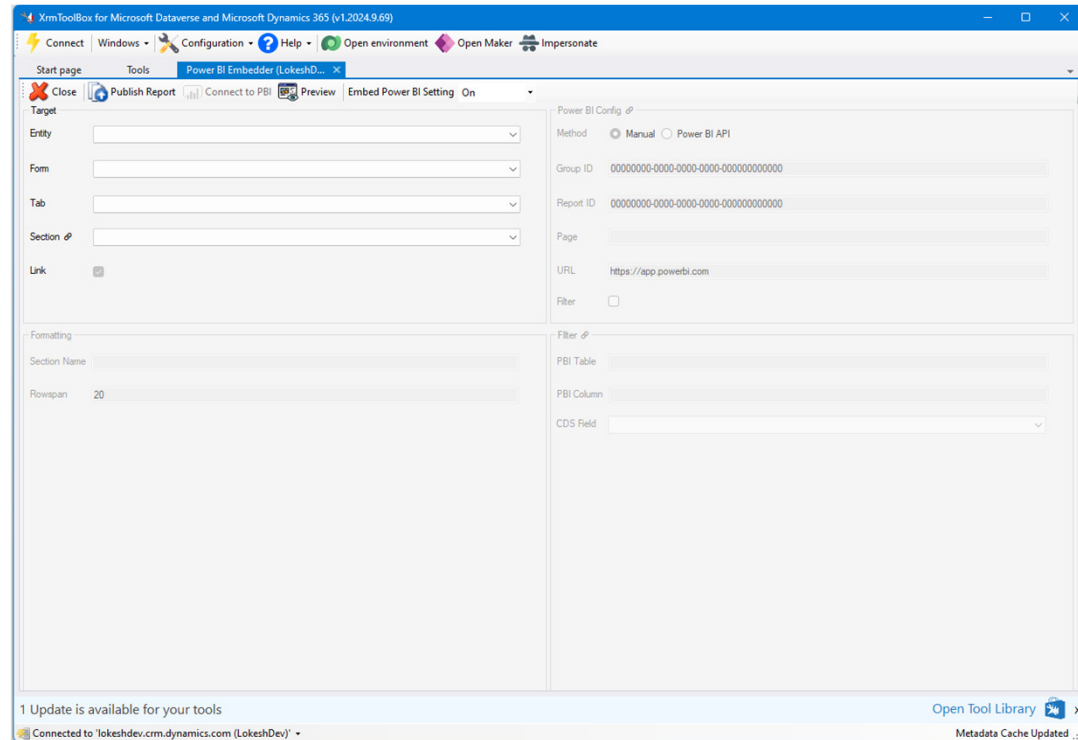 XrmToolBox for Microsoft Dataverse and Microsoft Dynamics 365 (v1.2024.9.69)
Connect Windows Configuration Help Open environment Open Maker Impersonate
Start page Tools Power BI Embedder (LokeshD...
Close Publish Report Connect to PBI Preview Embed Power BI Setting On
Target
Entity
Form
Tab
Section
Link
Power BI Config
Method Manual Power BI API
Group ID 00000000-0000-0000-0000-000000000000
Report ID 00000000-0000-0000-0000-000000000000
Page
URL https://app.powerbi.com
Filter
Formatting
Section Name
Rowspan 20
Filter
PBI Table
PBI Column
CDS Field
1 Update is available for your tools Open Tool Library
Connected to 'lokeshdev.crm.dynamics.com (LokeshDev)' Metadata Cache Updated